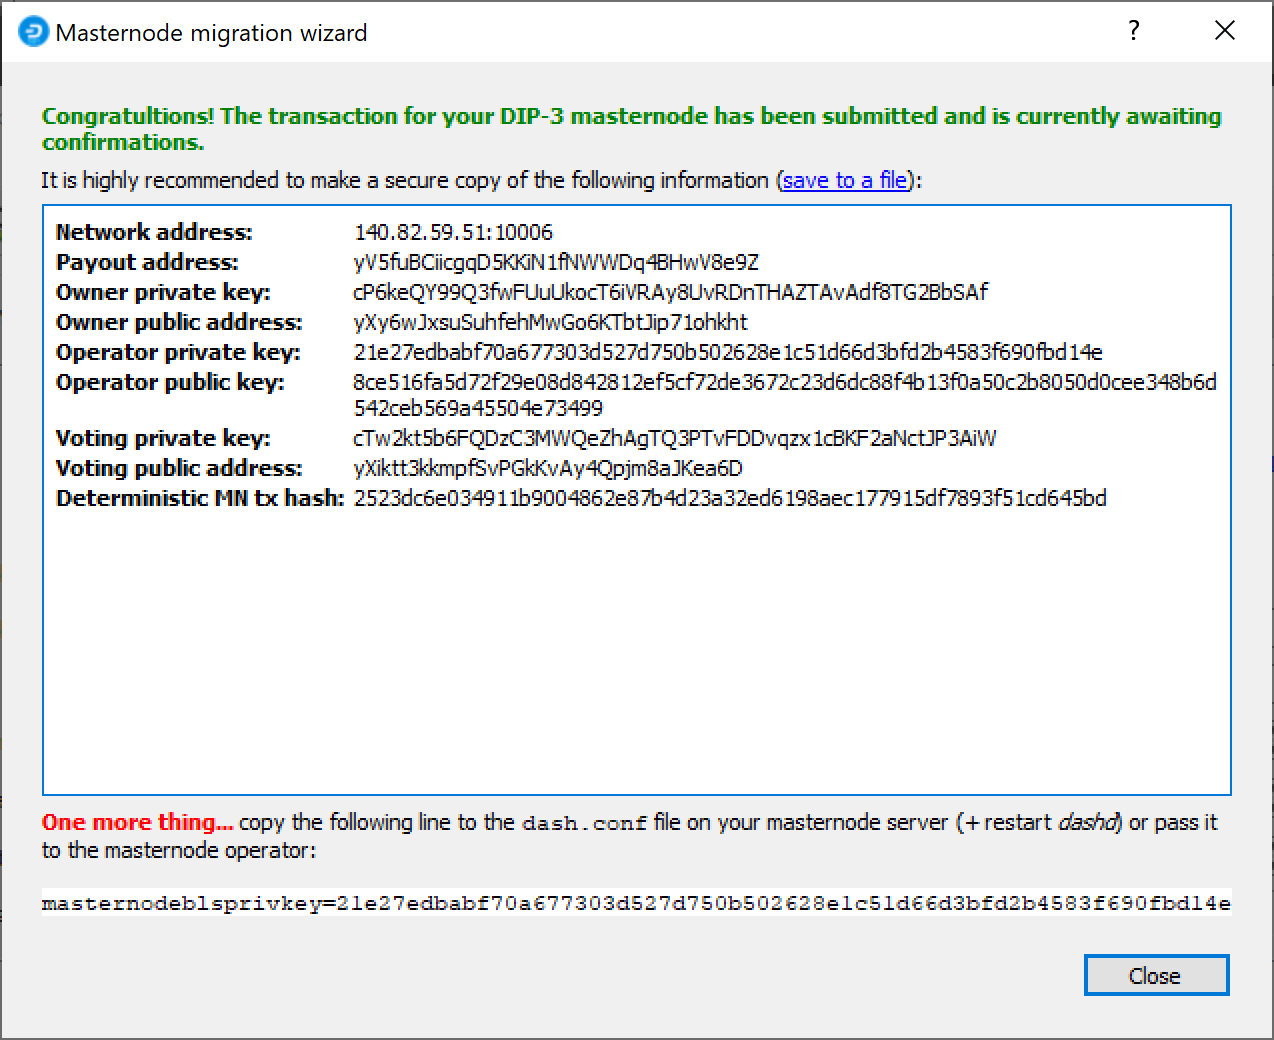 Masternode migration wizard
Congratultions! The transaction for your DIP-3 masternode has been submitted and is currently awaiting
confirmations.
It is highly recommended to make a secure copy of the following information (save to a file):
Network address: 140.82.59.51:10006
Payout address: yV5fuBCiicgqD5KKiN1fNWWDq4BHwV8e9Z
Owner private key: cP6keQY99Q3fwFUuUkocT6iVRAy8UvRDnTHAZTAvAdf8TG2BbSAf
Owner public address: yXy6wJxsuSuhfehMwGo6KTbtJip71ohkht
Operator private key: 21e27edbabf70a677303d527d750b502628e1c51d66d3bfd2b4583f690fbd14e
Operator public key: 8ce516fa5d72f29e08d842812ef5cf72de3672c23d6dc88f4b13f0a50c2b8050d0cee348b6d
542ceb569a45504e73499
Voting private key: cTw2kt5b6FQDzC3MWQeZhAgTQ3PTvFDDvqzx1cBKF2aNctJP3AiW
Voting public address: yXiktt3kkmpfSvPGkKvAy4Qpjm8aJKea6D
Deterministic MN tx hash: 2523dc6e034911b9004862e87b4d23a32ed6198aec177915df7893f51cd645bd
One more thing... copy the following line to the dash.conf file on your masternode server (+ restart dashd) or pass it
to the masternode operator:
masternodeblsprivkey=21e27edbabf70a677303d527d750b502628e1c51d66d3bfd2b4583f690fbd14e
Close